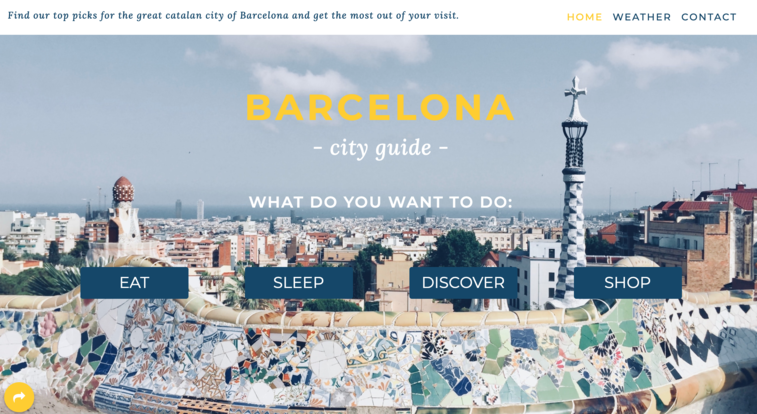 Find our top picks for the great catalan city of Barcelona and get the most out of your visit.
HOME WEATHER CONTACT
BARCELONA
- city guide -
WHAT DO YOU WANT TO DO:
EAT SLEEP DISCOVER SHOP